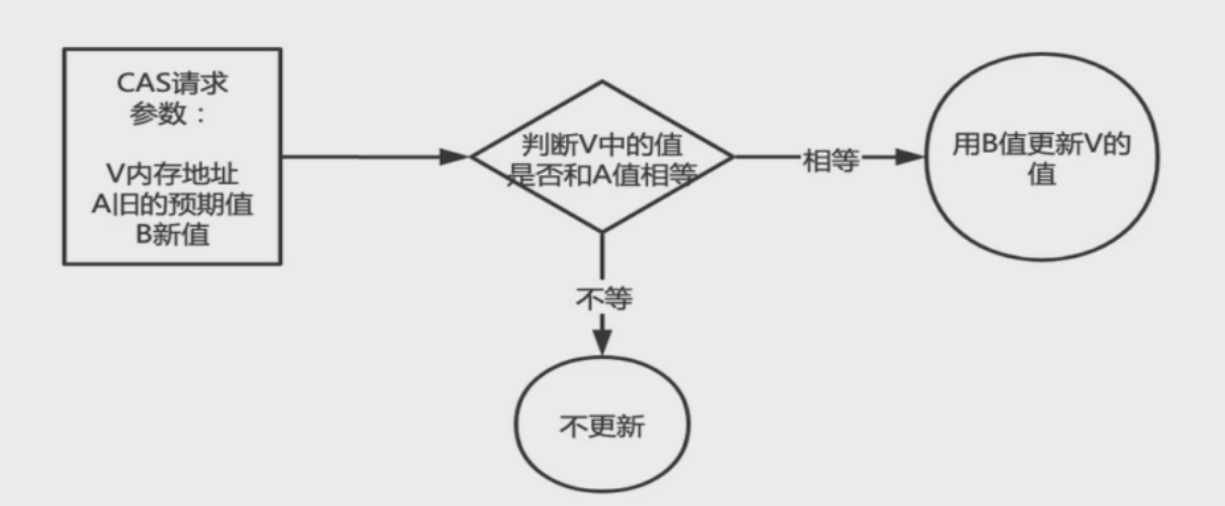 CAS请求
参数：
V内存地址
A旧的预期值
B新值
判断V中的值
是否和A值相等
相等
用B值更新V的
值
不等
不更新